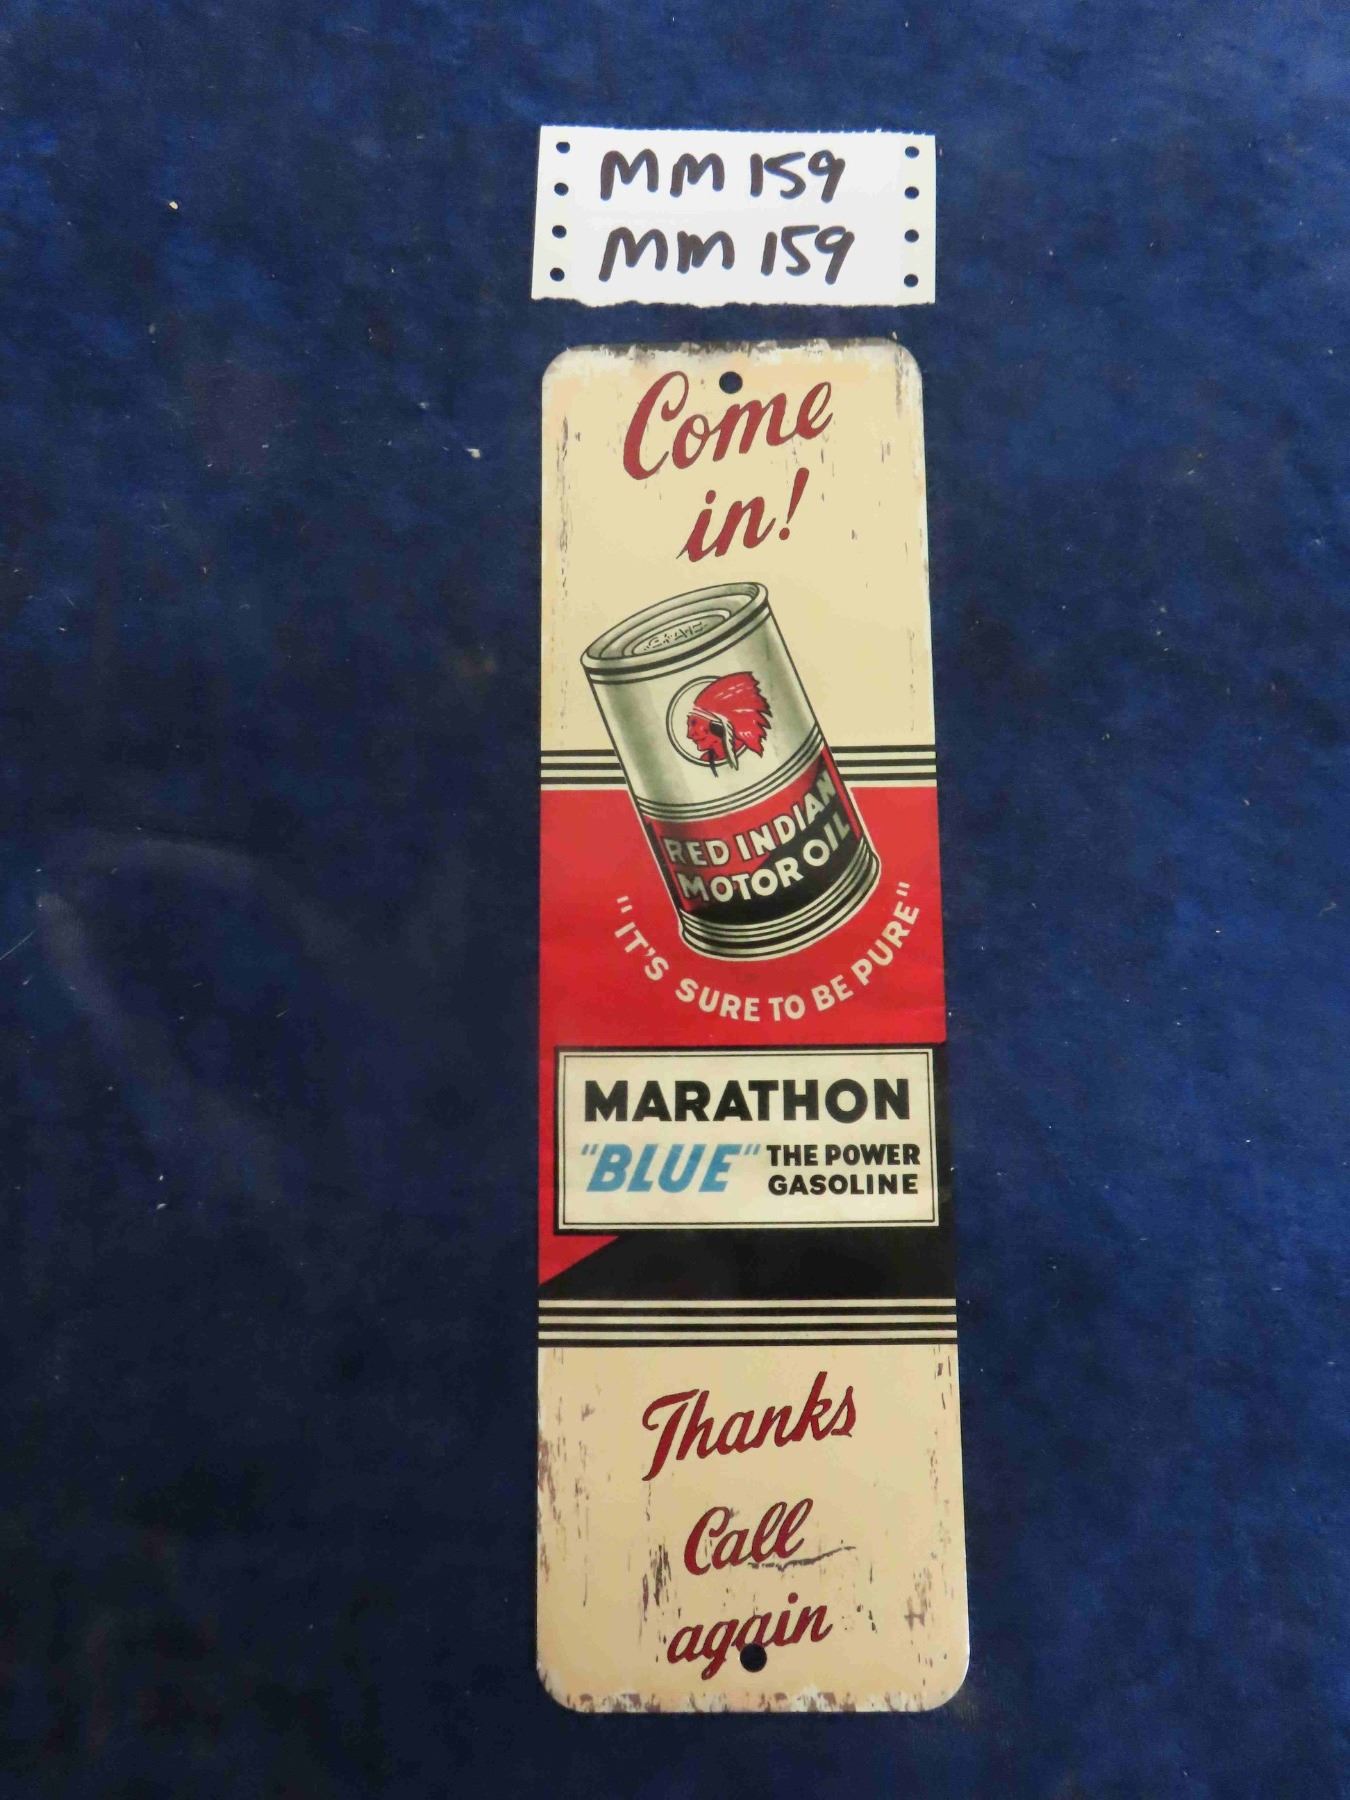 MM 159
MM 159
Come
in!
RED INDIAN
MOTOR OIL
"IT'S SURE TO BE PURE"
MARATHON
"BLUE" THE POWER
GASOLINE
Thanks
Call
again